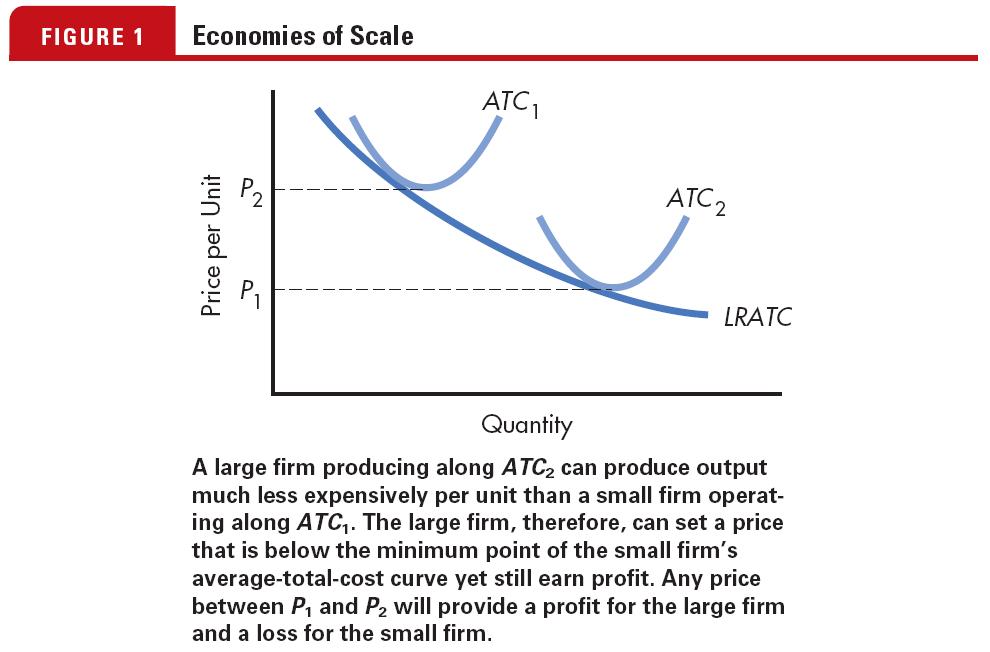 FIGURE 1 Economies of Scale
ATC1
P2
ATC2
Price per Unit
P1
LRATC
Quantity
A large firm producing along ATC2 can produce output
much less expensively per unit than a small firm operat-
ing along ATC1. The large firm, therefore, can set a price
that is below the minimum point of the small firm's
average-total-cost curve yet still earn profit. Any price
between P1 and P2 will provide a profit for the large firm
and a loss for the small firm.